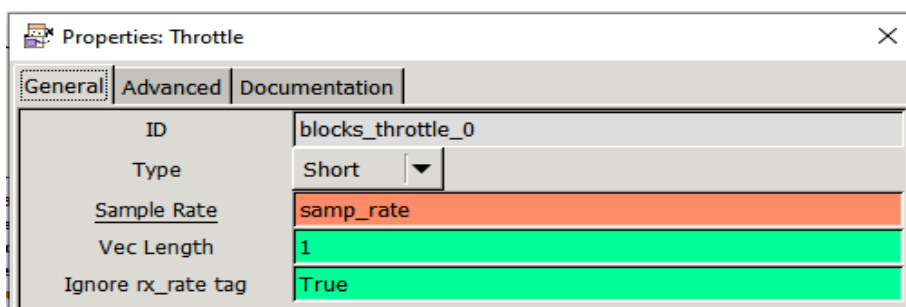 Properties: Throttle
General Advanced Documentation
ID blocks_throttle_0
Type Short
Sample Rate samp_rate
Vec Length 1
Ignore rx_rate tag True